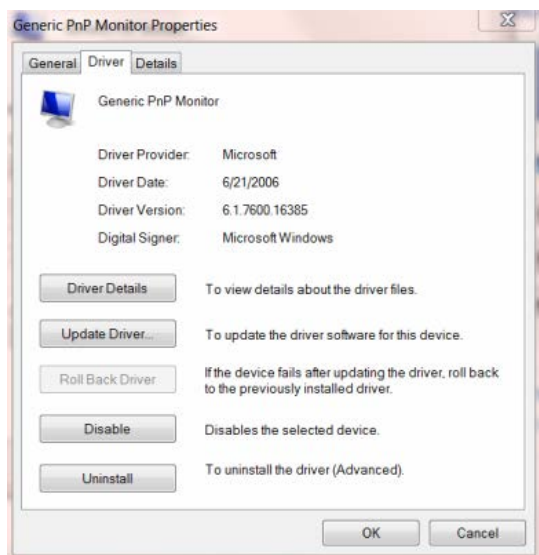 Generic PnP Monitor Properties
General Driver Details
Generic PnP Monitor
Driver Provider: Microsoft
Driver Date: 6/21/2006
Driver Version: 6.1.7600.16385
Digital Signer: Microsoft Windows
Driver Details To view details about the driver files.
Update Driver... To update the driver software for this device.
Roll Back Driver If the device fails after updating the driver, roll back
to the previously installed driver.
Disable Disables the selected device.
Uninstall To uninstall the driver (Advanced).
OK Cancel